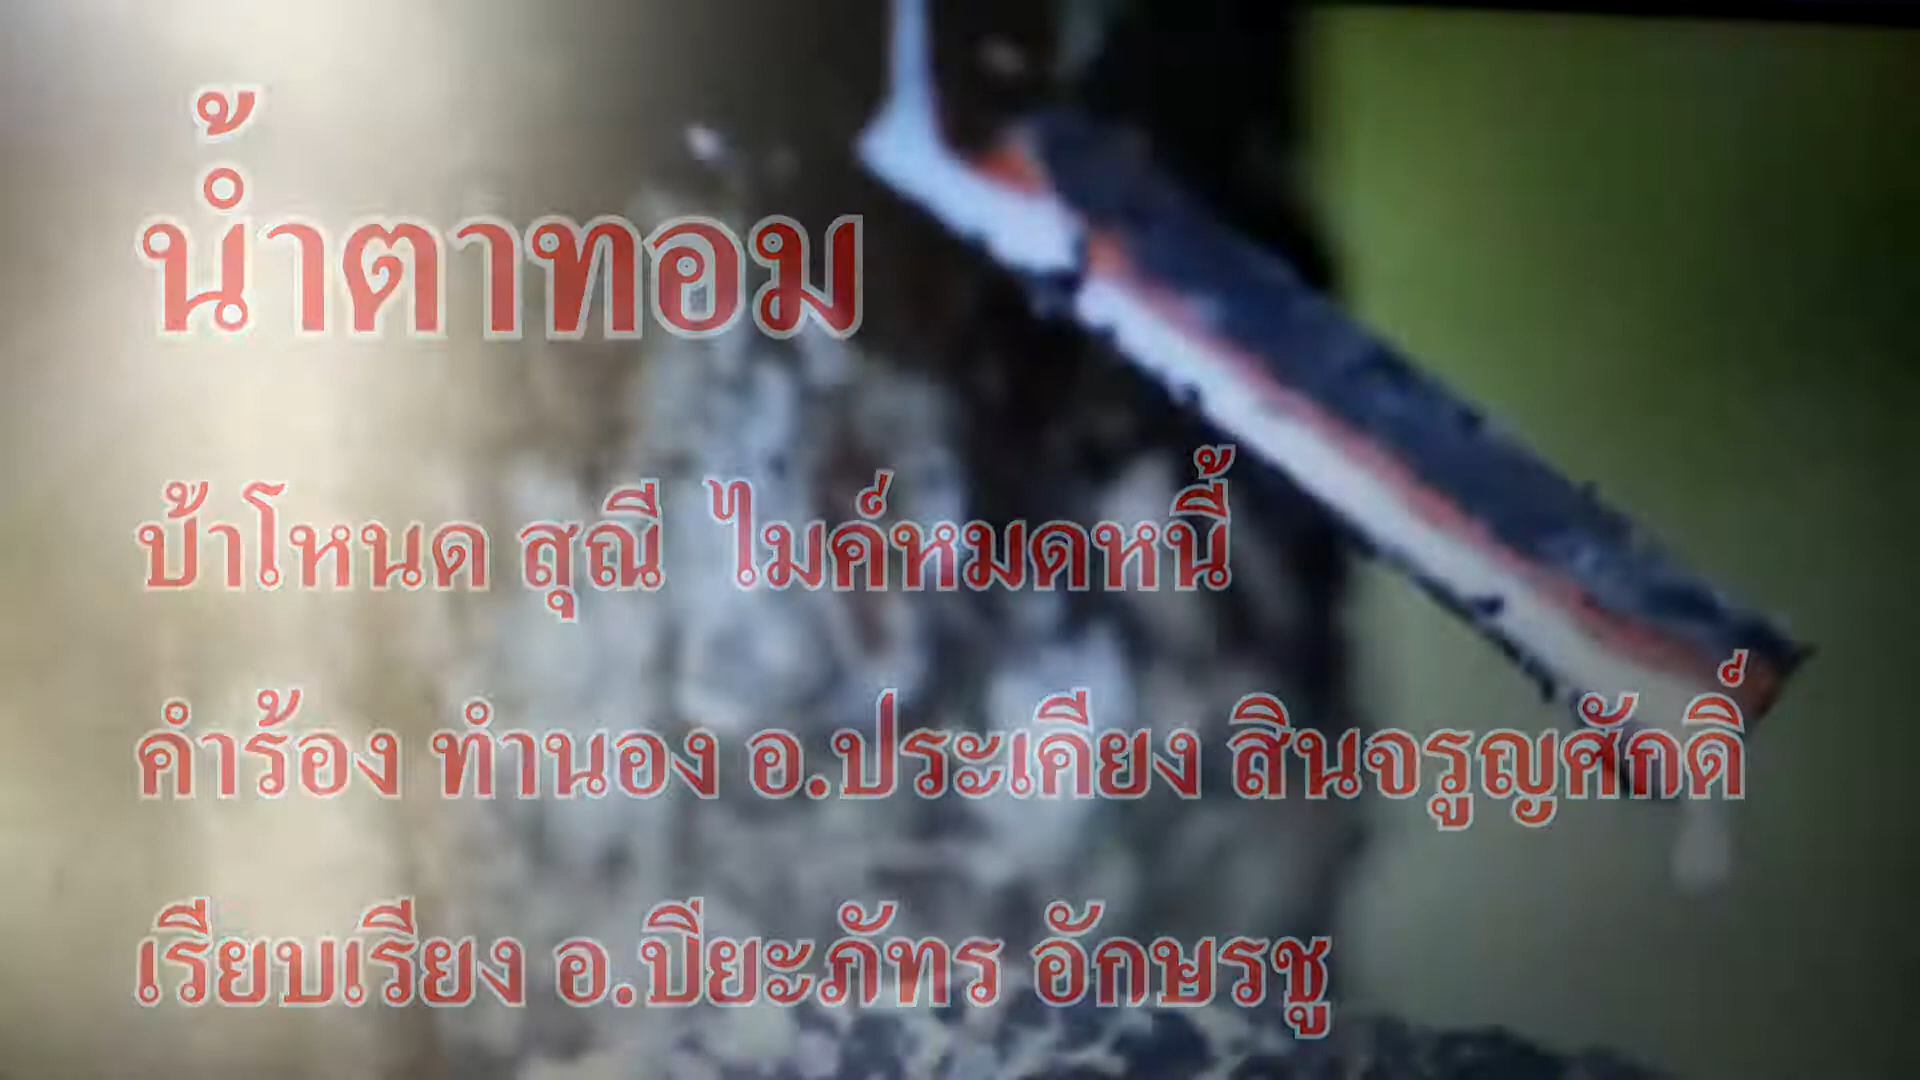 น้ำตาทอม
ป้าโหนด สุณี ไมค์หมดหนี้
คำร้อง ทำนอง อ.ประเคียง สินจรูญศักดิ์
เรียบเรียง อ.ปิยะภัทร อักษรชู